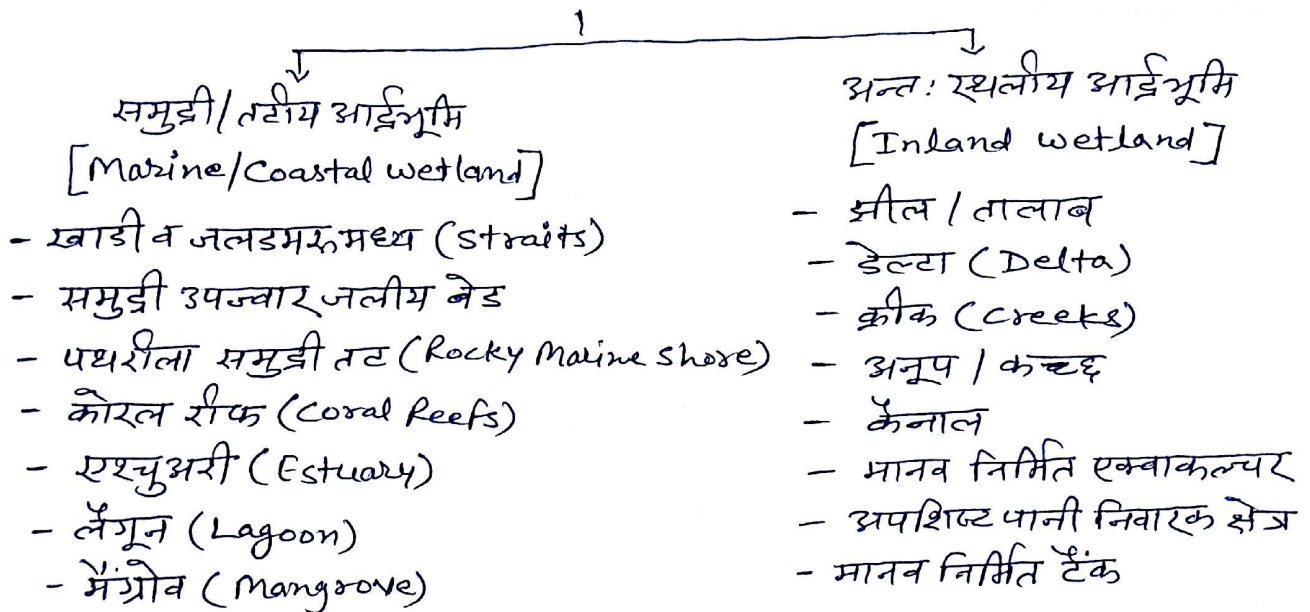 समुद्री/तटीय आर्द्रभूमि
[Marine/Coastal wetland]
- खाडी व जलडमरुमध्य (Straits)
- समुद्री उपज्वार जलीय बेड
- पथरीला समुद्री तट (Rocky Marine Shore)
- कोरल रीफ (Coral Reefs)
- एश्चुअरी (Estuary)
- लैगून (Lagoon)
- मैंग्रोव (Mangrove)
अन्त: स्थलीय आर्द्रभूमि
[Inland wetland]
- झील / तालाब
- डेल्टा (Delta)
- क्रीक (Creeks)
- अनूप / कच्छ
- कैनाल
- मानव निर्मित एक्वाकल्चर
- अपशिष्ट पानी निवारक क्षेत्र
- मानव निर्मित टैंक